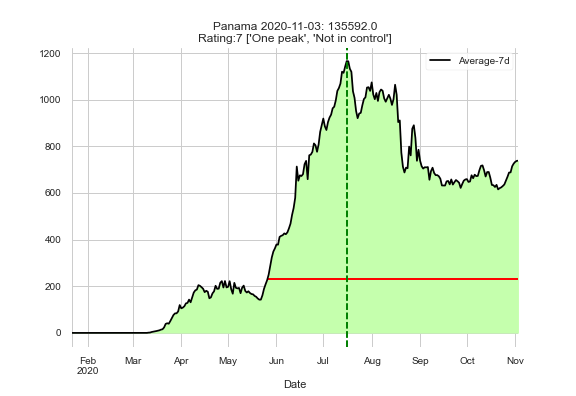 Panama 2020-11-03: 135592.0
Rating:7 ['One peak', 'Not in control']
Average-7d
1200
1000
800
600
400
200
0
Feb Mar Apr May Jun Jul Aug Sep Oct Nov
2020
Date